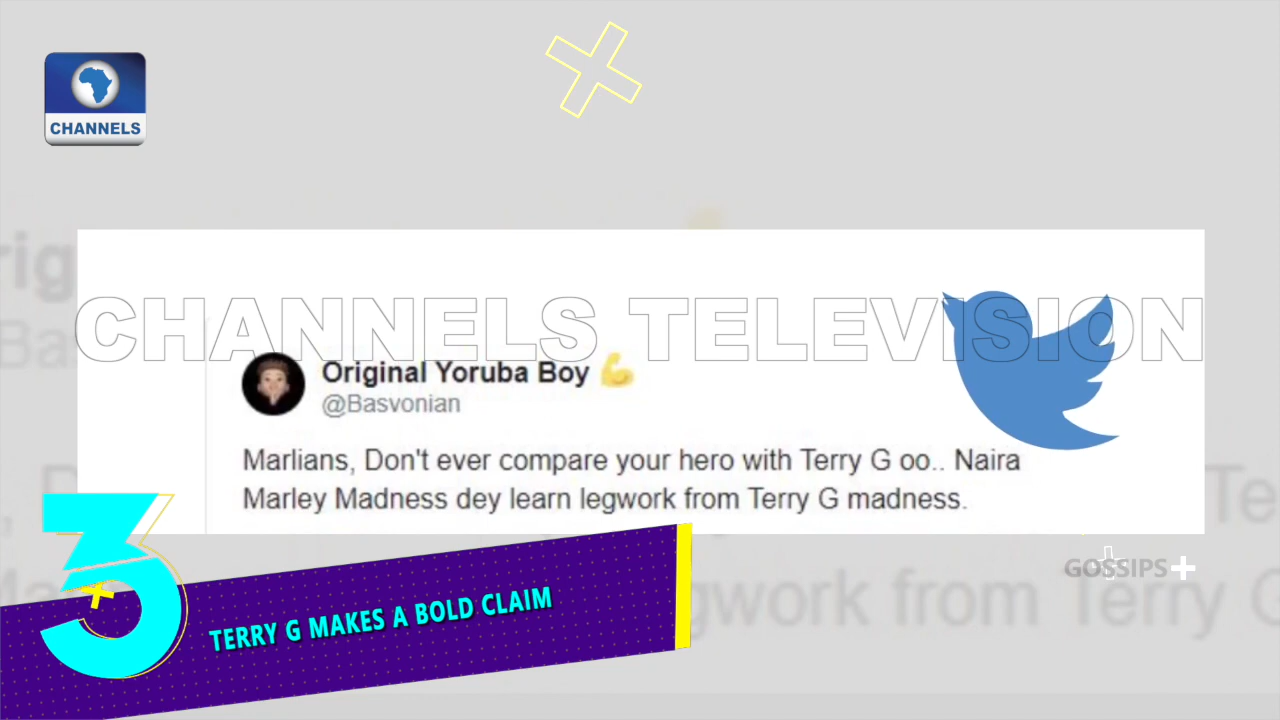 CHANNELS
CHANNELS TELEVISION
Original Yoruba Boy 💪
@Basvonian
Marlians, Don't ever compare your hero with Terry G oo.. Naira
Marley Madness dey learn legwork from Terry G madness.
GOSSIPS+
3
TERRY G MAKES A BOLD CLAIM